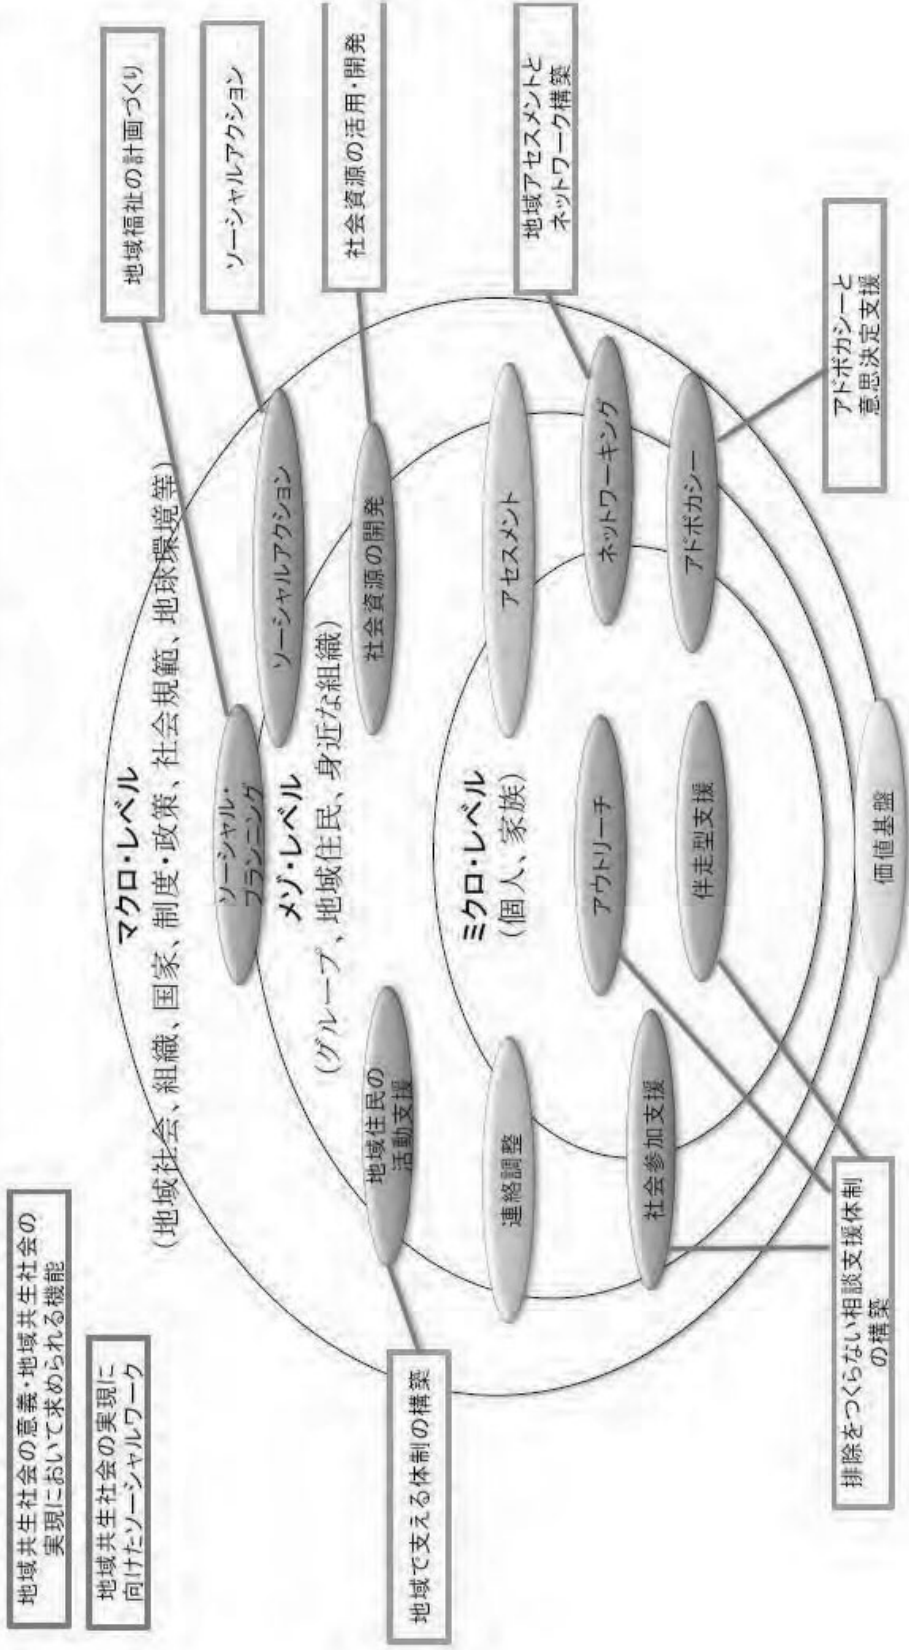 地域共生社会の意義・地域共生社会の
実現において求められる機能
地域共生社会の実現に
向けたソーシャルワーク
マクロ・レベル
(地域社会、組織、国家、制度・政策、社会規範、地球環境等)
地域福祉の計画づくり
ソーシャルアクション
社会資源の活用・開発
ソーシャル・
プランニング
ソーシャルアクション
メゾ・レベル
(グループ、地域住民、身近な組織)
社会資源の開発
地域住民の
活動支援
地域で支える体制の構築
ミクロ・レベル
(個人、家族)
連絡調整
アセスメント
地域アセスメントと
ネットワーク構築
アウトリーチ
ネットワーキング
社会参加支援
伴走型支援
アドボカシー
アドボカシーと
意思決定支援
排除をつくらない相談支援体制
の構築
価値基盤